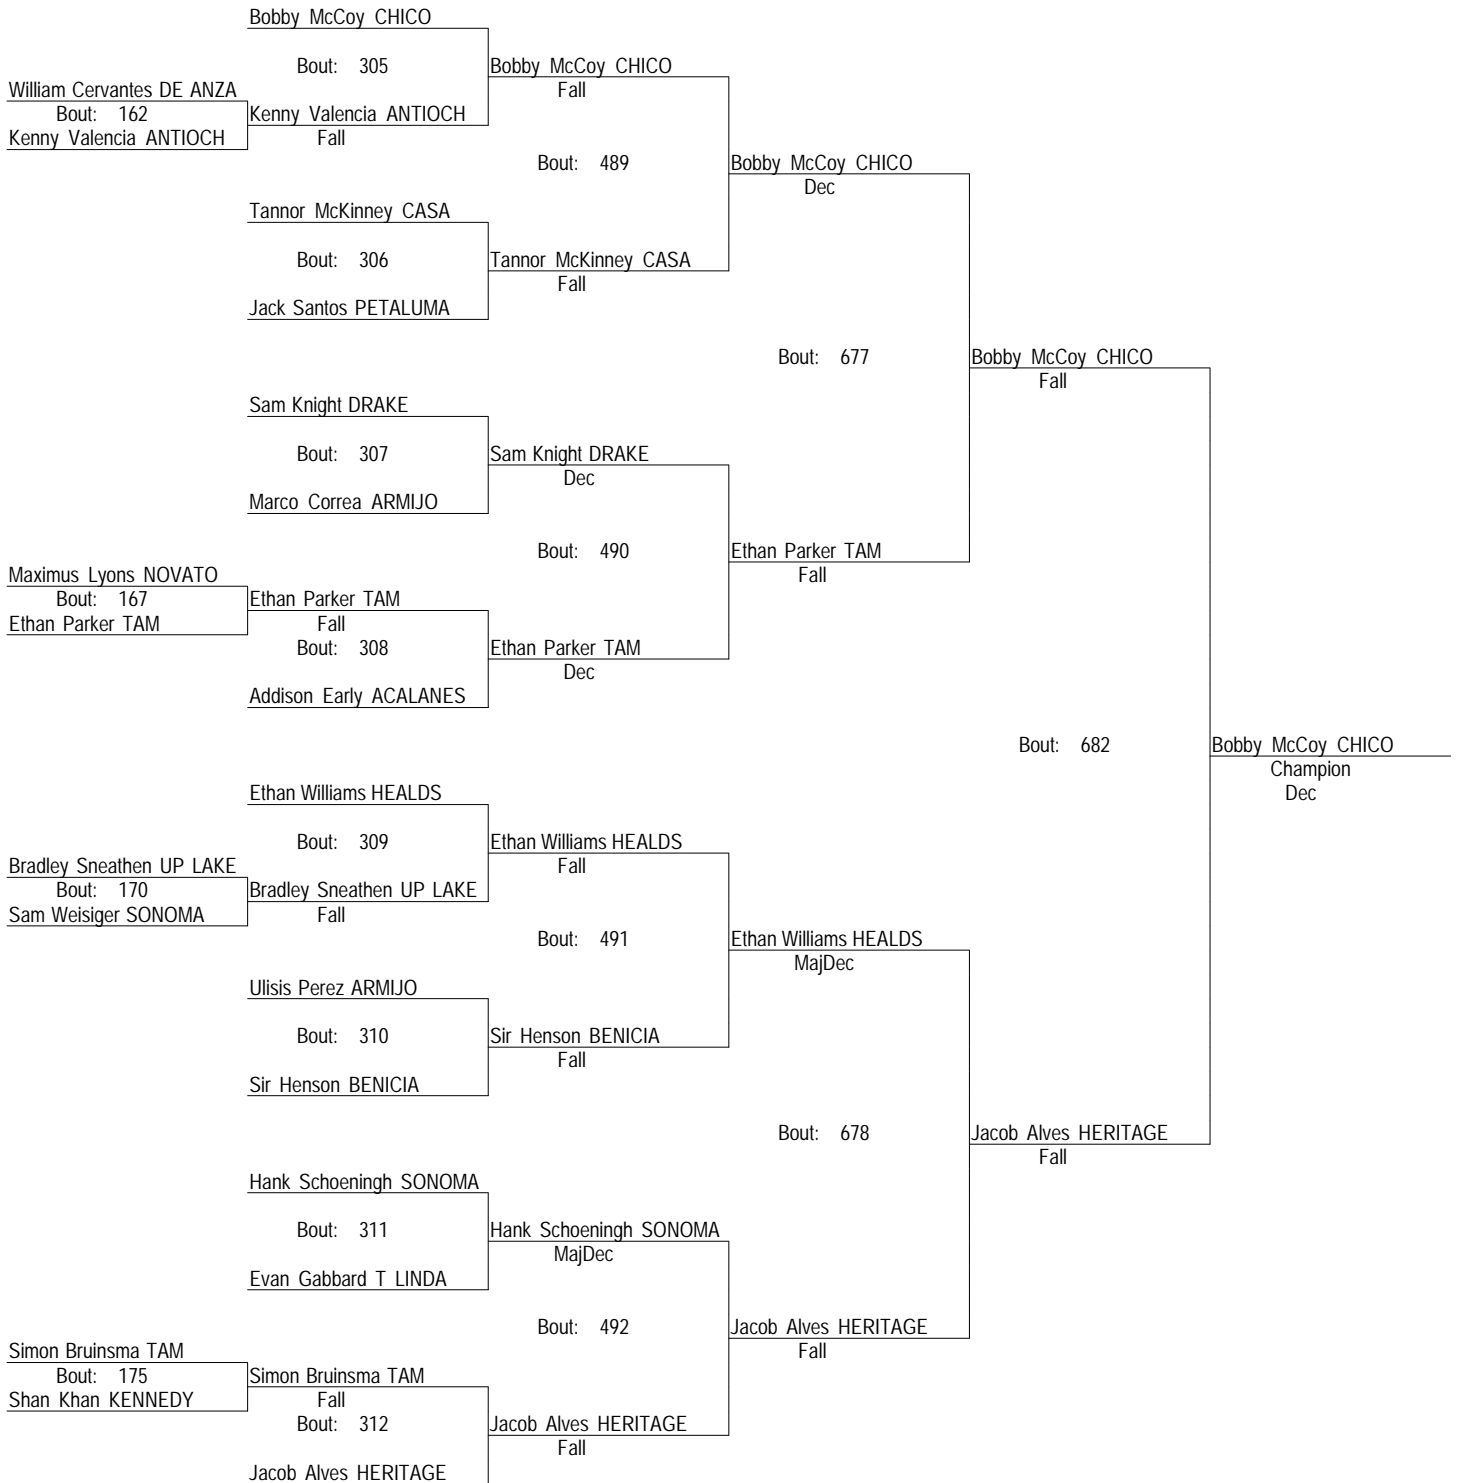 Bobby McCoy CHICO
Bout: 305
Bobby McCoy CHICO
Fall
William Cervantes DE ANZA
Bout: 162
Kenny Valencia ANTIOCH
Kenny Valencia ANTIOCH
Fall
Bout: 489
Bobby McCoy CHICO
Dec
Tannor McKinney CASA
Bout: 306
Tannor McKinney CASA
Fall
Jack Santos PETALUMA
Bout: 677
Bobby McCoy CHICO
Fall
Sam Knight DRAKE
Bout: 307
Sam Knight DRAKE
Dec
Marco Correa ARMIJO
Bout: 490
Ethan Parker TAM
Fall
Maximus Lyons NOVATO
Bout: 167
Ethan Parker TAM
Ethan Parker TAM
Fall
Bout: 308
Ethan Parker TAM
Dec
Addison Early ACALANES
Bout: 682
Bobby McCoy CHICO
Champion
Dec
Ethan Williams HEALDS
Bout: 309
Ethan Williams HEALDS
Fall
Bradley Sneathen UP LAKE
Bout: 170
Sam Weisiger SONOMA
Bradley Sneathen UP LAKE
Fall
Bout: 491
Ethan Williams HEALDS
MajDec
Ulisis Perez ARMIJO
Bout: 310
Sir Henson BENICIA
Fall
Sir Henson BENICIA
Bout: 678
Jacob Alves HERITAGE
Fall
Hank Schoeningh SONOMA
Bout: 311
Hank Schoeningh SONOMA
MajDec
Evan Gabbard T LINDA
Bout: 492
Jacob Alves HERITAGE
Fall
Simon Bruinsma TAM
Bout: 175
Shan Khan KENNEDY
Simon Bruinsma TAM
Fall
Bout: 312
Jacob Alves HERITAGE
Fall
Jacob Alves HERITAGE